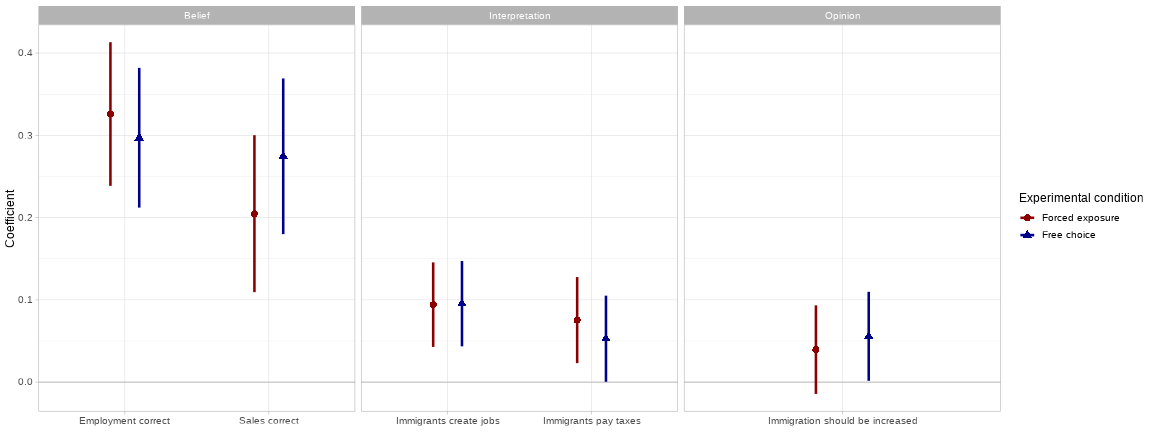 Belief
Interpretation
Opinion
0.4
0.3
0.2
0.1
0.0
Coefficient
Employment correct
Sales correct
Immigrants create jobs
Immigrants pay taxes
Immigration should be increased
Experimental condition
Forced exposure
Free choice